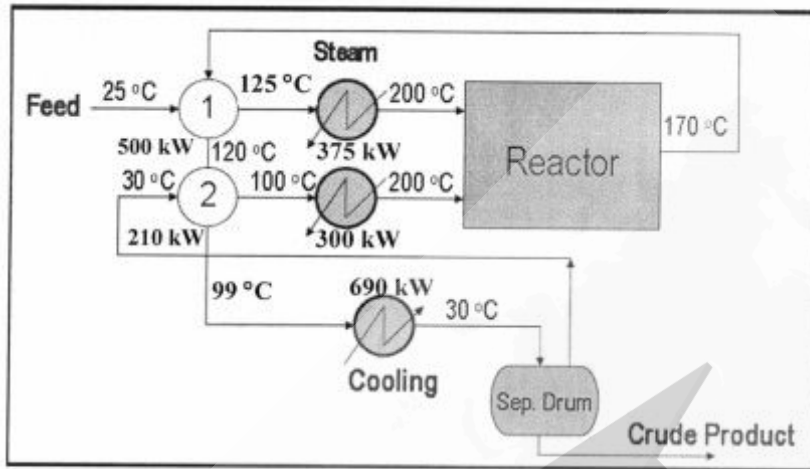 Steam
Feed 25 °C 1 125 °C 200 °C
500 kW 120 °C 375 kW Reactor 170 °C
30 °C 2 100 °C 200 °C
210 kW 300 kW
99 °C 690 kW 30 °C
Cooling Sep. Drum
Crude Product